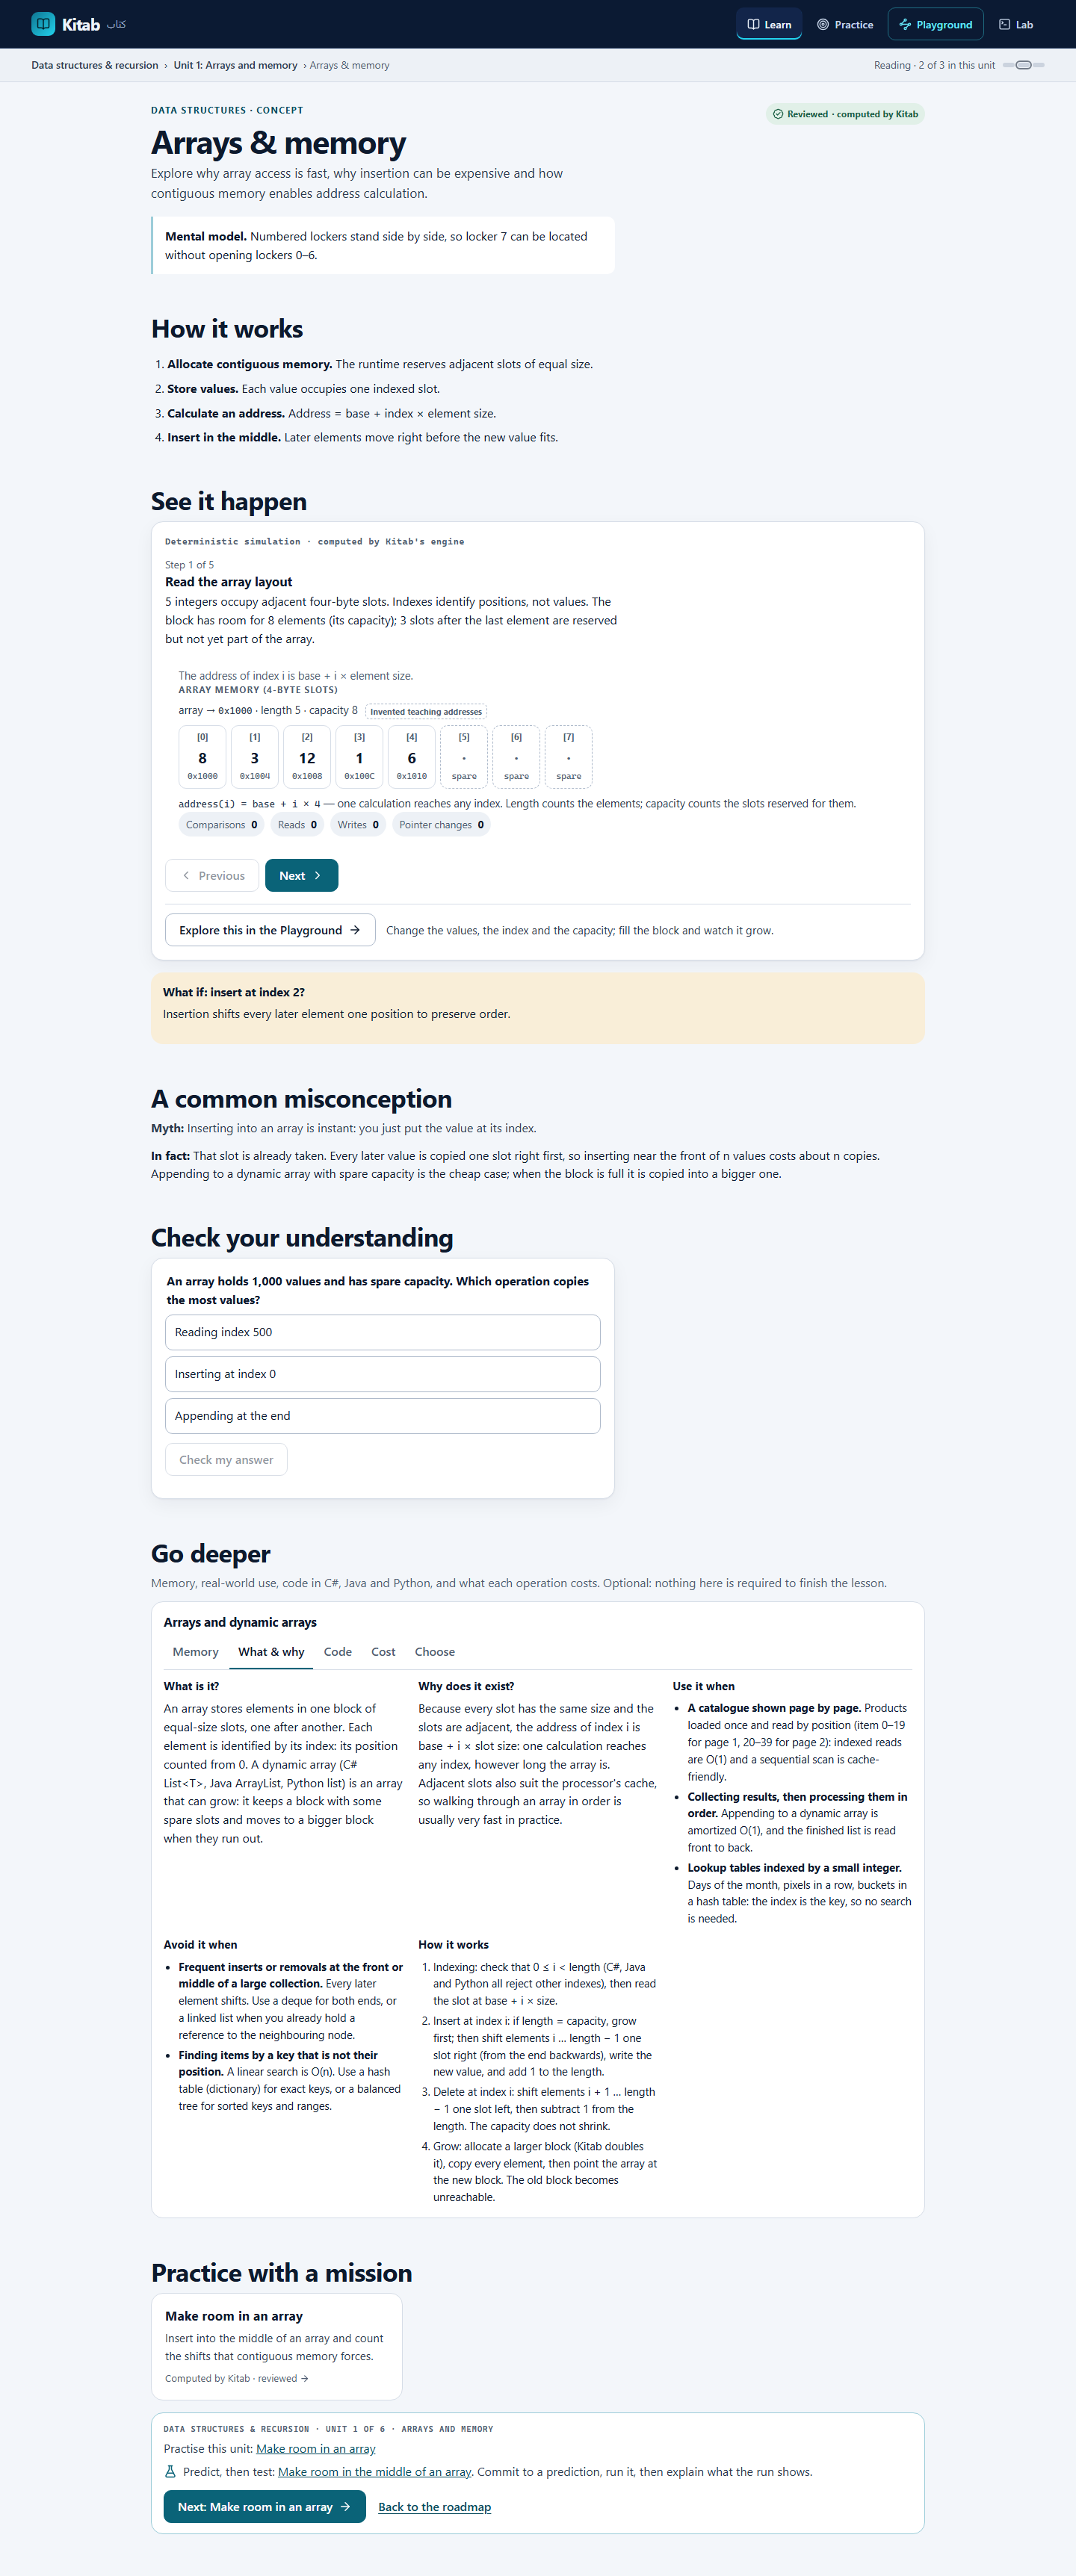 Kitab كتاب
Learn
Practice
Playground
Lab
Data structures & recursion › Unit 1: Arrays and memory › Arrays & memory
Reading · 2 of 3 in this unit
DATA STRUCTURES · CONCEPT
Reviewed · computed by Kitab
Arrays & memory
Explore why array access is fast, why insertion can be expensive and how
contiguous memory enables address calculation.
Mental model. Numbered lockers stand side by side, so locker 7 can be located
without opening lockers 0–6.
How it works
1. Allocate contiguous memory. The runtime reserves adjacent slots of equal size.
2. Store values. Each value occupies one indexed slot.
3. Calculate an address. Address = base + index × element size.
4. Insert in the middle. Later elements move right before the new value fits.
See it happen
Deterministic simulation · computed by Kitab's engine
Step 1 of 5
Read the array layout
5 integers occupy adjacent four-byte slots. Indexes identify positions, not values. The
block has room for 8 elements (its capacity); 3 slots after the last element are reserved
but not yet part of the array.
The address of index i is base + i × element size.
ARRAY MEMORY (4-BYTE SLOTS)
array → 0x1000 · length 5 · capacity 8 Invented teaching addresses
[0] [1] [2] [3] [4] [5] [6] [7]
8 3 12 1 6 · · ·
0x1000 0x1004 0x1008 0x100C 0x1010 spare spare spare
address(i) = base + i × 4 — one calculation reaches any index. Length counts the elements; capacity counts the slots reserved for them.
Comparisons 0 Reads 0 Writes 0 Pointer changes 0
Previous
Next
Explore this in the Playground → Change the values, the index and the capacity; fill the block and watch it grow.
What if: insert at index 2?
Insertion shifts every later element one position to preserve order.
A common misconception
Myth: Inserting into an array is instant: you just put the value at its index.
In fact: That slot is already taken. Every later value is copied one slot right first, so inserting near the front of n values costs about n copies.
Appending to a dynamic array with spare capacity is the cheap case; when the block is full it is copied into a bigger one.
Check your understanding
An array holds 1,000 values and has spare capacity. Which operation copies
the most values?
Reading index 500
Inserting at index 0
Appending at the end
Check my answer
Go deeper
Memory, real-world use, code in C#, Java and Python, and what each operation costs. Optional: nothing here is required to finish the lesson.
Arrays and dynamic arrays
Memory What & why Code Cost Choose
What is it?
An array stores elements in one block of
equal-size slots, one after another. Each
element is identified by its index: its position
counted from 0. A dynamic array (C#
List<T>, Java ArrayList, Python list) is an array
that can grow: it keeps a block with some
spare slots and moves to a bigger block
when they run out.
Why does it exist?
Because every slot has the same size and the
slots are adjacent, the address of index i is
base + i × slot size: one calculation reaches
any index, however long the array is.
Adjacent slots also suit the processor's cache,
so walking through an array in order is
usually very fast in practice.
Use it when
• A catalogue shown page by page. Products
loaded once and read by position (item 0–19
for page 1, 20–39 for page 2): indexed reads
are O(1) and a sequential scan is cache-
friendly.
• Collecting results, then processing them in
order. Appending to a dynamic array is
amortized O(1), and the finished list is read
front to back.
• Lookup tables indexed by a small integer.
Days of the month, pixels in a row, buckets in
a hash table: the index is the key, so no search
is needed.
Avoid it when
• Frequent inserts or removals at the front or
middle of a large collection. Every later
element shifts. Use a deque for both ends, or
a linked list when you already hold a
reference to the neighbouring node.
• Finding items by a key that is not their
position. A linear search is O(n). Use a hash
table (dictionary) for exact keys, or a balanced
tree for sorted keys and ranges.
How it works
1. Indexing: check that 0 ≤ i < length (C#, Java
and Python all reject other indexes), then read
the slot at base + i × size.
2. Insert at index i: if length = capacity, grow
first; then shift elements i … length − 1 one
slot right (from the end backwards), write the
new value, and add 1 to the length.
3. Delete at index i: shift elements i + 1 … length
− 1 one slot left, then subtract 1 from the
length. The capacity does not shrink.
4. Grow: allocate a larger block (Kitab doubles
it), copy every element, then point the array at
the new block. The old block becomes
unreachable.
Practice with a mission
Make room in an array
Insert into the middle of an array and count
the shifts that contiguous memory forces.
Computed by Kitab · reviewed →
DATA STRUCTURES & RECURSION · UNIT 1 OF 6 · ARRAYS AND MEMORY
Practise this unit: Make room in an array
Predict, then test: Make room in the middle of an array. Commit to a prediction, run it, then explain what the run shows.
Next: Make room in an array →
Back to the roadmap